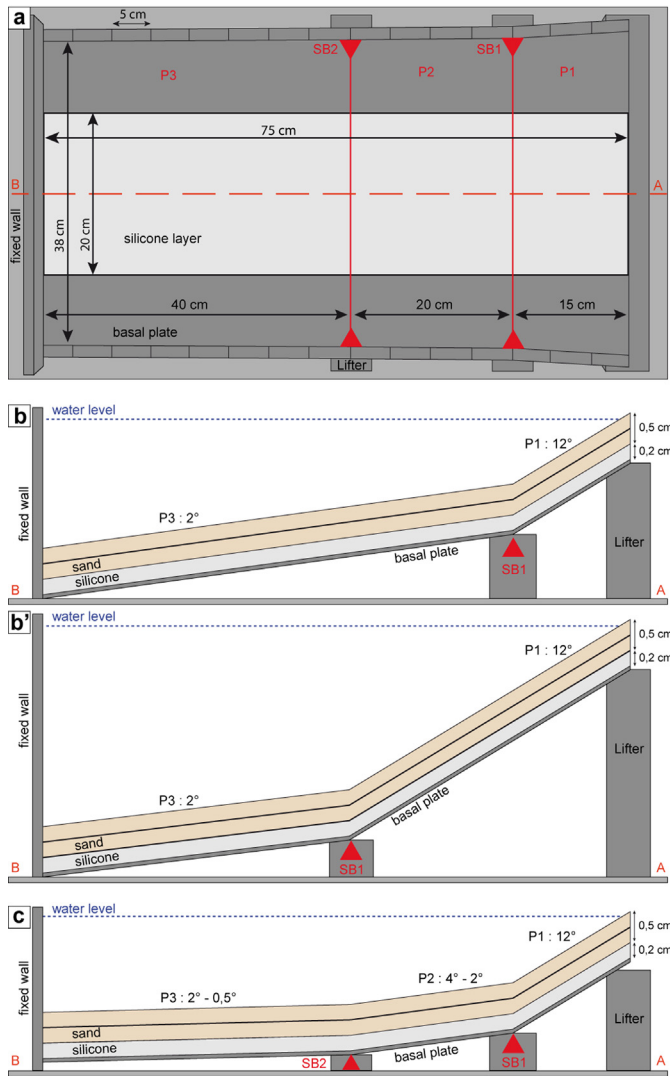 a
5 cm
SB2
SB1
P3
P2
P1
75 cm
B
A
fixed wall
38 cm
20 cm
silicone layer
40 cm
20 cm
15 cm
basal plate
Lifter
b
water level
P1 : 12°
0,5 cm
0,2 cm
fixed wall
P3 : 2°
sand
silicone
basal plate
SB1
Lifter
B
A
b'
water level
P1 : 12°
0,5 cm
0,2 cm
fixed wall
Lifter
P3 : 2°
basal plate
sand
silicone
SB1
B
A
c
water level
P1 : 12°
0,5 cm
0,2 cm
fixed wall
P2 : 4° - 2°
P3 : 2° - 0,5°
Lifter
sand
silicone
basal plate
SB2
SB1
B
A